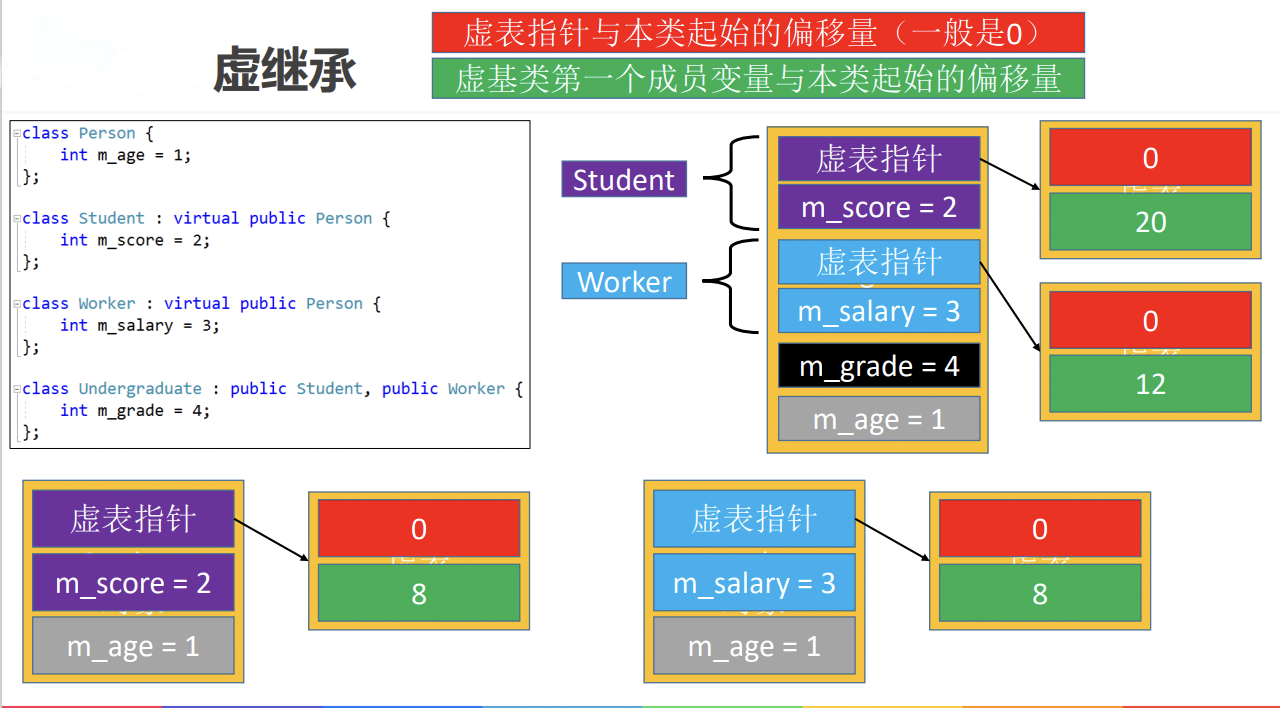 虚继承
虚表指针与本类起始的偏移量（一般是0）
虚基类第一个成员变量与本类起始的偏移量
class Person {
    int m_age = 1;
};
class Student : virtual public Person {
    int m_score = 2;
};
class Worker : virtual public Person {
    int m_salary = 3;
};
class Undergraduate : public Student, public Worker {
    int m_grade = 4;
};
Student
Worker
虚表指针
m_score = 2
虚表指针
m_salary = 3
m_grade = 4
m_age = 1
0
20
0
12
虚表指针
m_score = 2
m_age = 1
0
8
虚表指针
m_salary = 3
m_age = 1
0
8